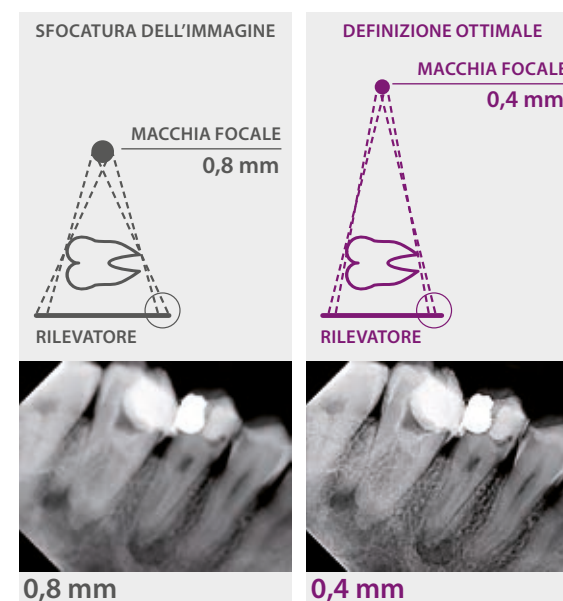 SFOCATURA DELL'IMMAGINE
MACCHIA FOCALE
0,8 mm
RILEVATORE
0,8 mm
DEFINIZIONE OTTIMALE
MACCHIA FOCALE
0,4 mm
RILEVATORE
0,4 mm